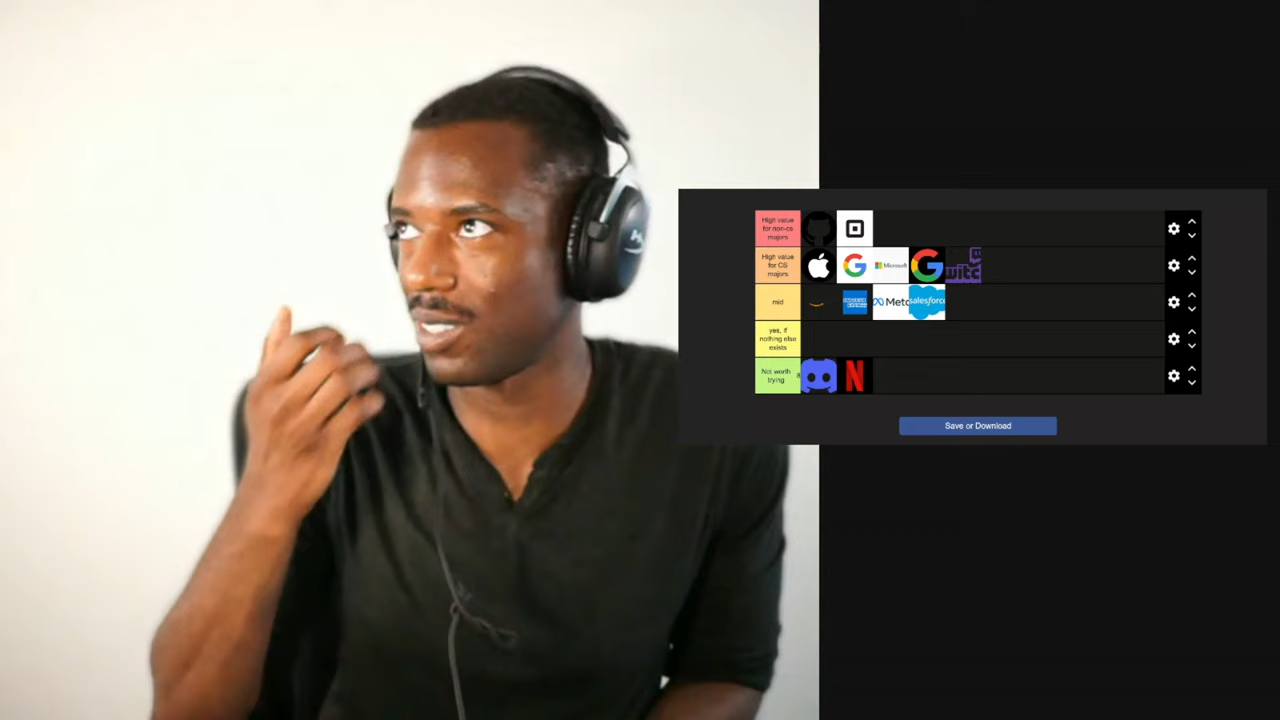 High value
for non-cs
majors
High value
for CS
majors
Microsoft
mid
Meta
salesforce
yes, if
nothing else
exists
Not worth
trying
N
Save or Download